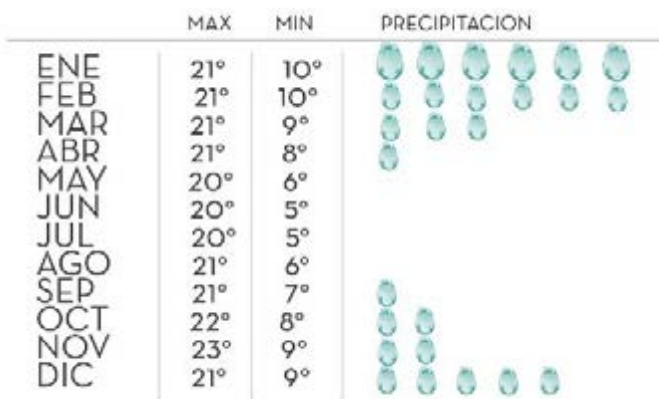 MAX MIN PRECIPITACION
ENE 21° 10°
FEB 21° 10°
MAR 21° 9°
ABR 21° 8°
MAY 20° 6°
JUN 20° 5°
JUL 20° 5°
AGO 21° 6°
SEP 21° 7°
OCT 22° 8°
NOV 23° 9°
DIC 21° 9°